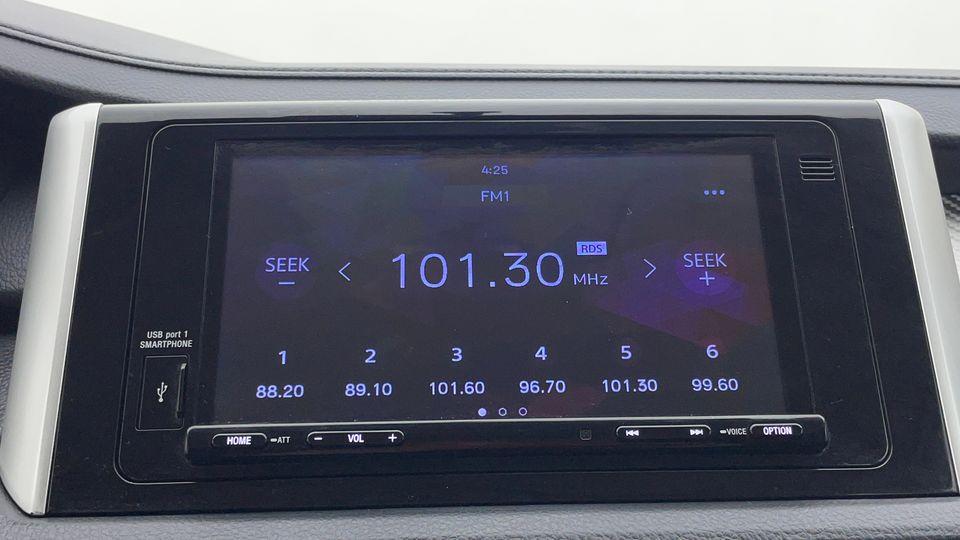 4:25
FM1
SEEK - 101.30 RDS MHz SEEK +
USB port 1
SMARTPHONE
1 2 3 4 5 6
88.20 89.10 101.60 96.70 101.30 99.60
HOME ATT - VOL + VOICE OPTION